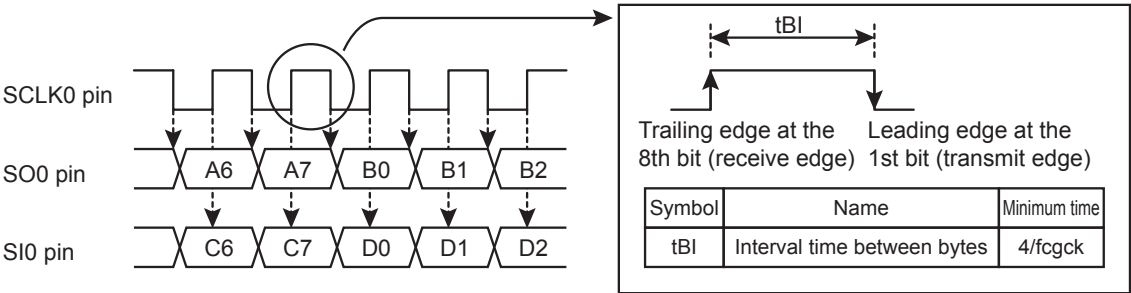 SCLK0 pin
SO0 pin
A6 A7 B0 B1 B2
SI0 pin
C6 C7 D0 D1 D2
tBI
Trailing edge at the
8th bit (receive edge)
Leading edge at the
1st bit (transmit edge)
Symbol Name Minimum time
tBI Interval time between bytes 4/fcgck